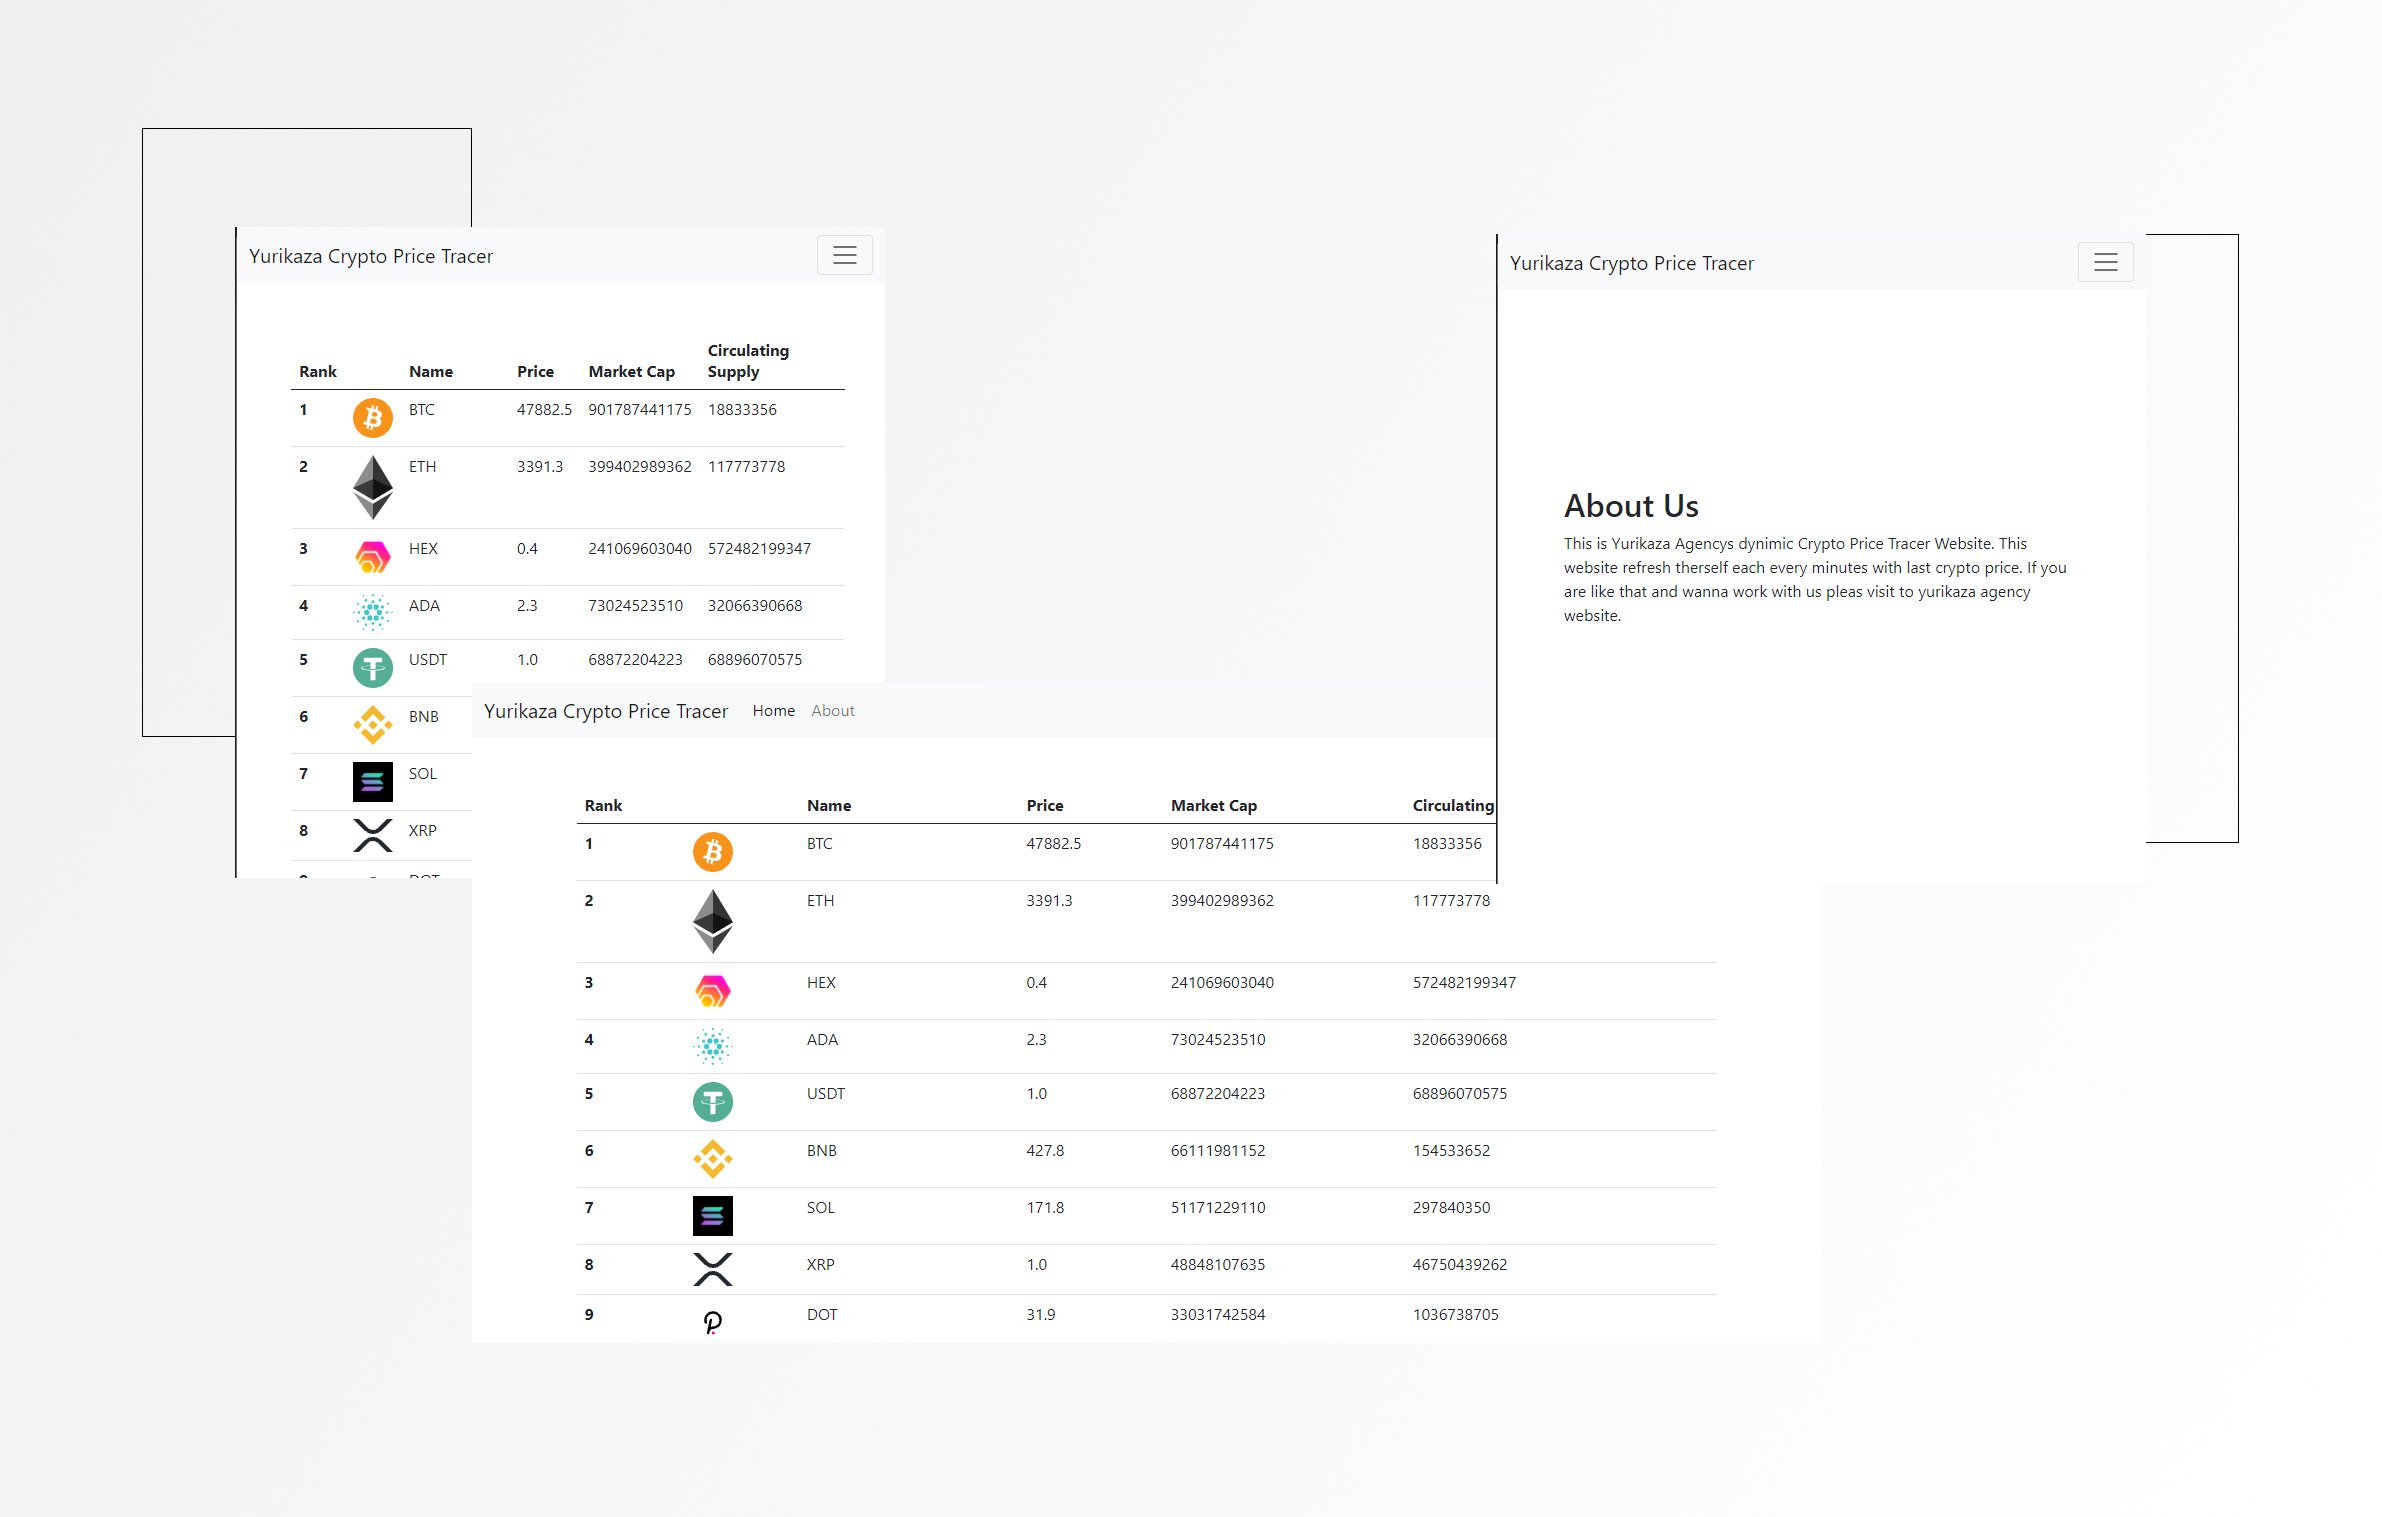 Yurikaza Crypto Price Tracer
Rank Name Price Market Cap Circulating Supply
1 BTC 47882.5 901787441175 18833356
2 ETH 3391.3 399402989362 117773778
3 HEX 0.4 241069603040 572482199347
4 ADA 2.3 73024523510 32066390668
5 USDT 1.0 68872204223 68896070575
6 BNB
7 SOL
8 XRP
Yurikaza Crypto Price Tracer
About Us
This is Yurikaza Agencys dynimic Crypto Price Tracer Website. This
website refresh therself each every minutes with last crypto price. If you
are like that and wanna work with us pleas visit to yurikaza agency
website.
Yurikaza Crypto Price Tracer Home About
Rank Name Price Market Cap Circulating
1 BTC 47882.5 901787441175 18833356
2 ETH 3391.3 399402989362 117773778
3 HEX 0.4 241069603040 572482199347
4 ADA 2.3 73024523510 32066390668
5 USDT 1.0 68872204223 68896070575
6 BNB 427.8 66111981152 154533652
7 SOL 171.8 51171229110 297840350
8 XRP 1.0 48848107635 46750439262
9 DOT 31.9 33031742584 1036738705